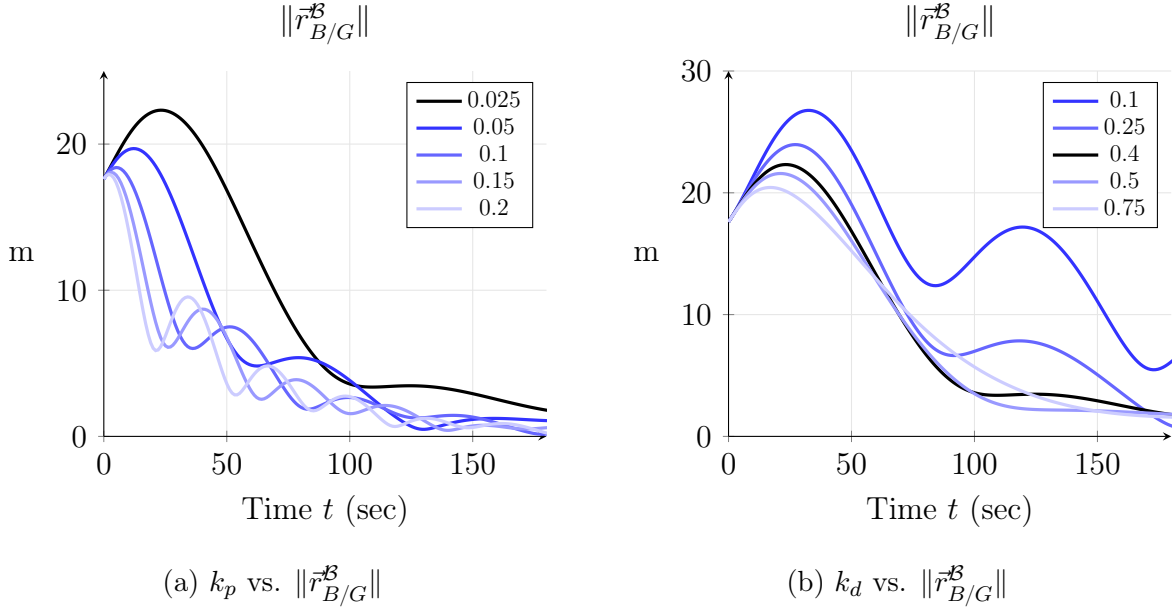 ‖r⃗^ℬ_{B/G}‖
m
20
10
0
0 50 100 150
Time t (sec)
0.025
0.05
0.1
0.15
0.2
(a) k_p vs. ‖r⃗^ℬ_{B/G}‖
‖r⃗^ℬ_{B/G}‖
m
30
20
10
0
0 50 100 150
Time t (sec)
0.1
0.25
0.4
0.5
0.75
(b) k_d vs. ‖r⃗^ℬ_{B/G}‖